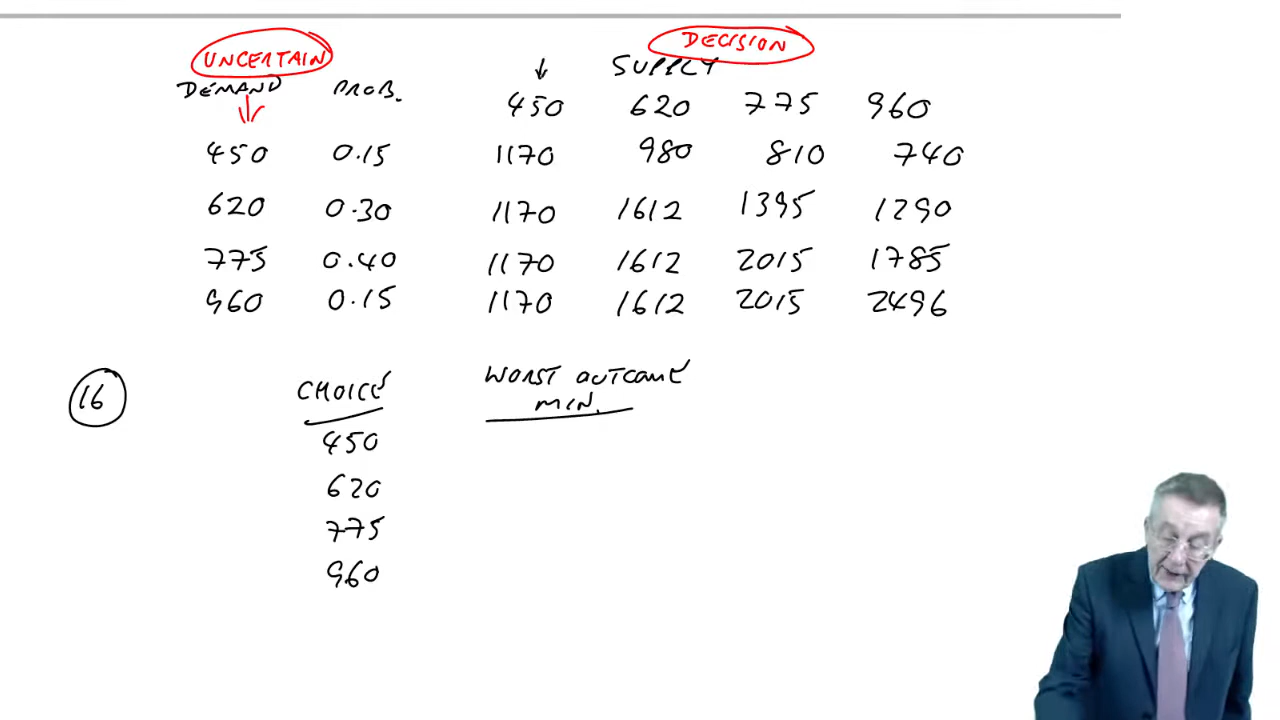 UNCERTAIN DECISION
DEMAND PROB. SUPPLY
450 620 775 960
450 0.15 1170 980 810 740
620 0.30 1170 1612 1395 1290
775 0.40 1170 1612 2015 1785
960 0.15 1170 1612 2015 2496
16 CHOICE WORST OUTCOME
MIN.
450
620
775
960